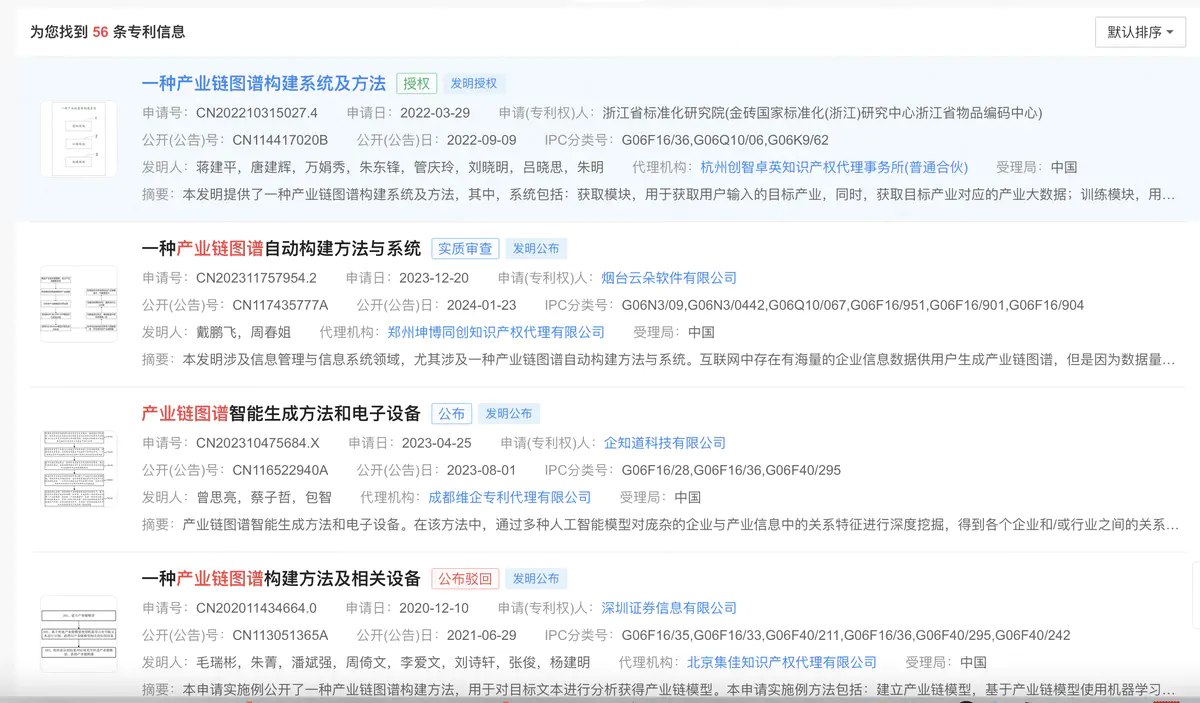 为您找到 56 条专利信息
默认排序
一种产业链图谱构建系统及方法 授权 发明授权
申请号：CN202210315027.4 申请日：2022-03-29 申请(专利权)人：浙江省标准化研究院(金砖国家标准化(浙江)研究中心浙江省物品编码中心)
公开(公告)号：CN114417020B 公开(公告)日：2022-09-09 IPC分类号：G06F16/36,G06Q10/06,G06K9/62
发明人：蒋建平，唐建辉，万娟秀，朱东锋，管庆玲，刘晓明，吕晓思，朱明 代理机构：杭州创智卓英知识产权代理事务所(普通合伙) 受理局：中国
摘要：本发明提供了一种产业链图谱构建系统及方法，其中，系统包括：获取模块，用于获取用户输入的目标产业，同时，获取目标产业对应的产业大数据；训练模块，用…
一种产业链图谱自动构建方法与系统 实质审查 发明公布
申请号：CN202311757954.2 申请日：2023-12-20 申请(专利权)人：烟台云朵软件有限公司
公开(公告)号：CN117435777A 公开(公告)日：2024-01-23 IPC分类号：G06N3/09,G06N3/0442,G06Q10/067,G06F16/951,G06F16/901,G06F16/904
发明人：戴鹏飞，周春姐 代理机构：郑州坤博同创知识产权代理有限公司 受理局：中国
摘要：本发明涉及信息管理与信息系统领域，尤其涉及一种产业链图谱自动构建方法与系统。互联网中存在有海量的企业信息数据供用户生成产业链图谱，但是因为数据量…
产业链图谱智能生成方法和电子设备 公布 发明公布
申请号：CN202310475684.X 申请日：2023-04-25 申请(专利权)人：企知道科技有限公司
公开(公告)号：CN116522940A 公开(公告)日：2023-08-01 IPC分类号：G06F16/28,G06F16/36,G06F40/295
发明人：曾思亮，蔡子哲，包智 代理机构：成都维企专利代理有限公司 受理局：中国
摘要：产业链图谱智能生成方法和电子设备。在该方法中，通过多种人工智能模型对庞杂的企业与产业信息中的关系特征进行深度挖掘，得到各个企业和/或行业之间的关系…
一种产业链图谱构建方法及相关设备 公布驳回 发明公布
申请号：CN202011434664.0 申请日：2020-12-10 申请(专利权)人：深圳证券信息有限公司
公开(公告)号：CN113051365A 公开(公告)日：2021-06-29 IPC分类号：G06F16/35,G06F16/33,G06F40/211,G06F16/36,G06F40/295,G06F40/242
发明人：毛瑞彬，朱菁，潘斌强，周倚文，李爱文，刘诗轩，张俊，杨建明 代理机构：北京集佳知识产权代理有限公司 受理局：中国
摘要：本申请实施例公开了一种产业链图谱构建方法，用于对目标文本进行分析获得产业链模型。本申请实施例方法包括：建立产业链模型，基于产业链模型使用机器学习…